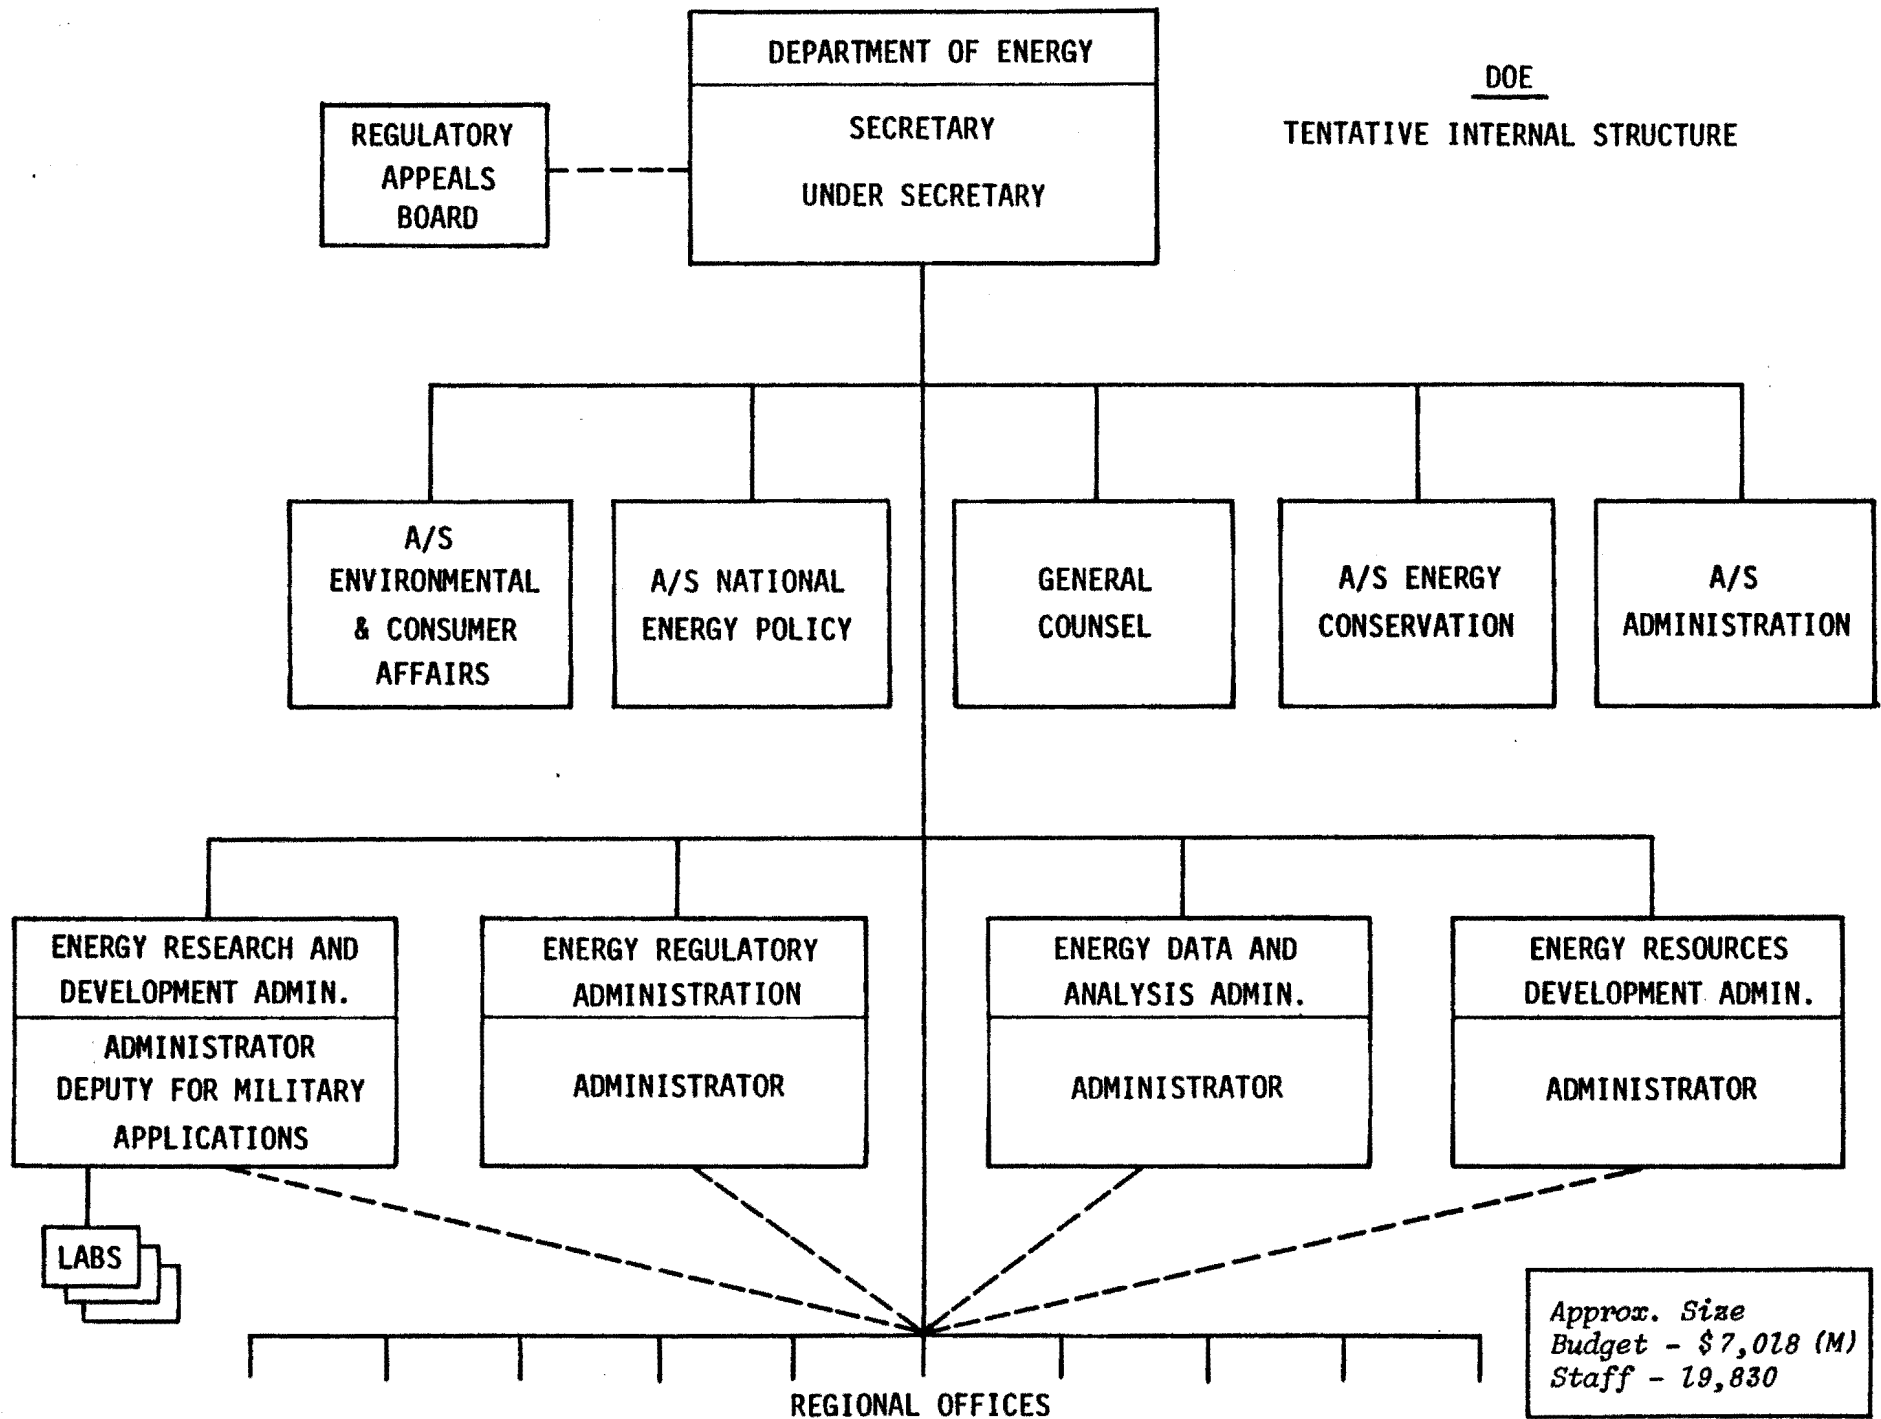 DEPARTMENT OF ENERGY
SECRETARY
UNDER SECRETARY
REGULATORY
APPEALS
BOARD
DOE
TENTATIVE INTERNAL STRUCTURE
A/S
ENVIRONMENTAL
& CONSUMER
AFFAIRS
A/S NATIONAL
ENERGY POLICY
GENERAL
COUNSEL
A/S ENERGY
CONSERVATION
A/S
ADMINISTRATION
ENERGY RESEARCH AND
DEVELOPMENT ADMIN.
ADMINISTRATOR
DEPUTY FOR MILITARY
APPLICATIONS
ENERGY REGULATORY
ADMINISTRATION
ADMINISTRATOR
ENERGY DATA AND
ANALYSIS ADMIN.
ADMINISTRATOR
ENERGY RESOURCES
DEVELOPMENT ADMIN.
ADMINISTRATOR
LABS
REGIONAL OFFICES
Approx. Size
Budget - $7,018 (M)
Staff - 19,830